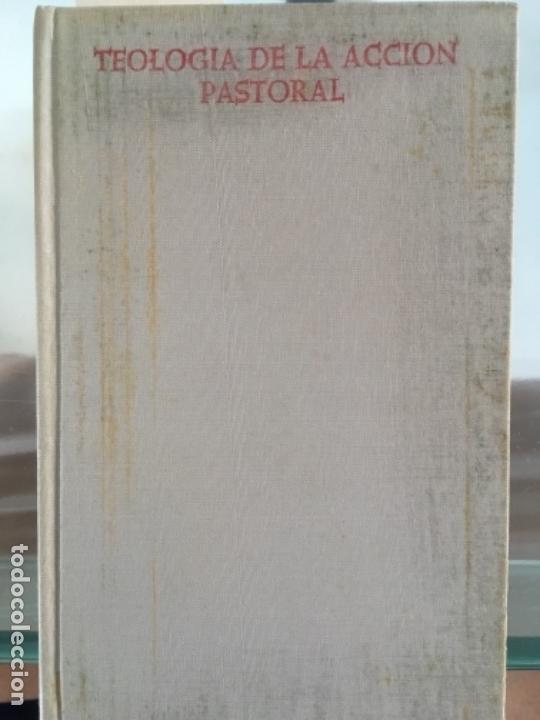 TEOLOGIA DE LA ACCION
PASTORAL
todocoleccion